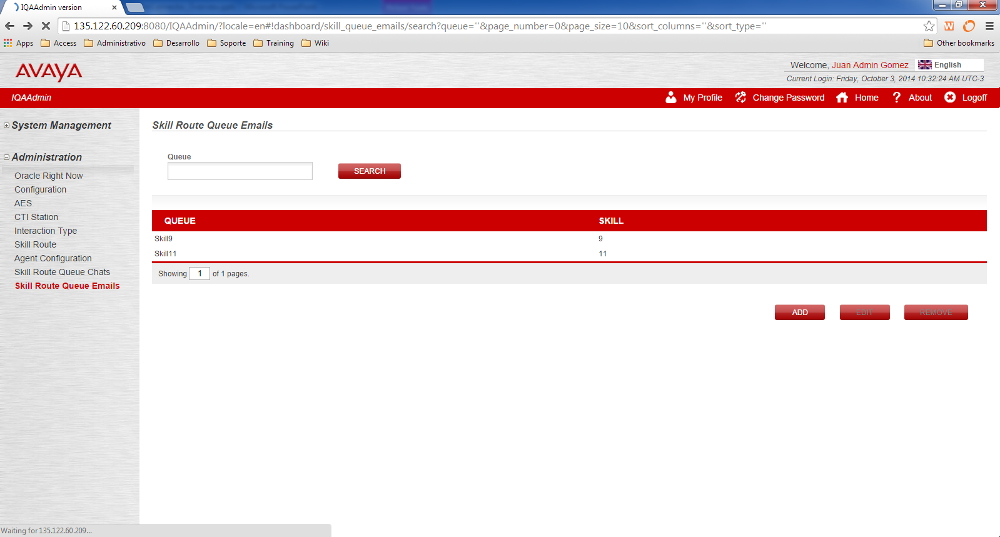 IQAAdmin version
135.122.60.209:8080/IQAAdmin/?locale=en#!dashboard/skill_queue_emails/search?queue=''&page_number=0&page_size=10&sort_columns=''&sort_type=''
Apps Access Administrativo Desarrollo Soporte Training Wiki Other bookmarks
AVAYA
Welcome, Juan Admin Gomez English
Current Login: Friday, October 3, 2014 10:32:24 AM UTC-3
IQAAdmin My Profile Change Password Home ? About Logoff
System Management
Administration
Oracle Right Now
Configuration
AES
CTI Station
Interaction Type
Skill Route
Agent Configuration
Skill Route Queue Chats
Skill Route Queue Emails
Skill Route Queue Emails
Queue
SEARCH
QUEUE SKILL
Skill9 9
Skill11 11
Showing 1 of 1 pages.
ADD EDIT REMOVE
Waiting for 135.122.60.209...